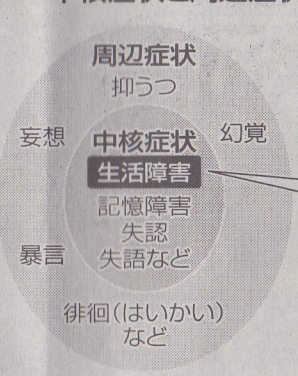 周辺症状
抑うつ
妄想
幻覚
中核症状
生活障害
記憶障害
失認
失語など
暴言
徘徊(はいかい)
など